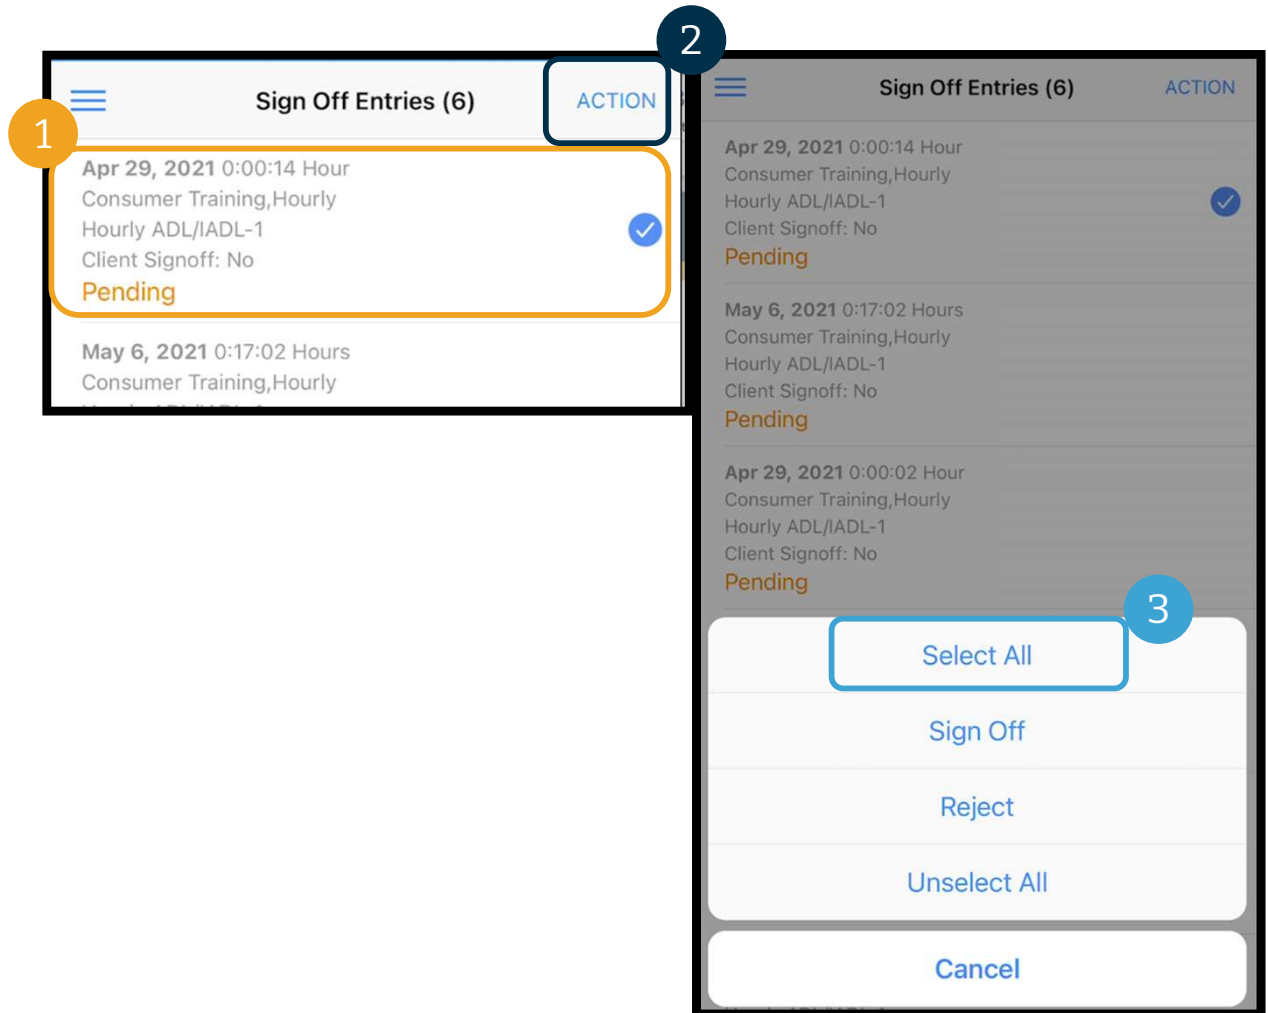 2
Sign Off Entries (6)
ACTION
1
Apr 29, 2021 0:00:14 Hour
Consumer Training,Hourly
Hourly ADL/IADL-1
Client Signoff: No
Pending
May 6, 2021 0:17:02 Hours
Consumer Training,Hourly
Sign Off Entries (6)
ACTION
Apr 29, 2021 0:00:14 Hour
Consumer Training,Hourly
Hourly ADL/IADL-1
Client Signoff: No
Pending
May 6, 2021 0:17:02 Hours
Consumer Training,Hourly
Hourly ADL/IADL-1
Client Signoff: No
Pending
Apr 29, 2021 0:00:02 Hour
Consumer Training,Hourly
Hourly ADL/IADL-1
Client Signoff: No
Pending
3
Select All
Sign Off
Reject
Unselect All
Cancel